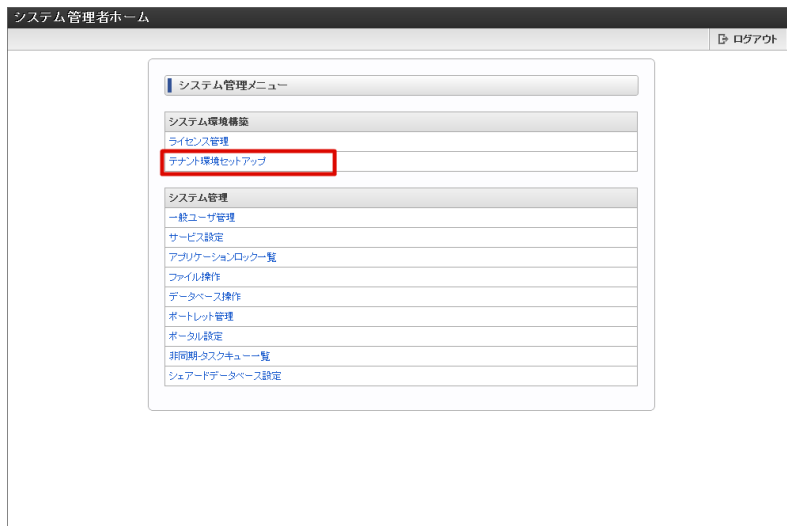 システム管理者ホーム
ログアウト
システム管理メニュー
システム環境構築
ライセンス管理
テナント環境セットアップ
システム管理
一般ユーザ管理
サービス設定
アプリケーションロック一覧
ファイル操作
データベース操作
ポートレット管理
ポータル設定
非同期タスクキュー一覧
シェアードデータベース設定